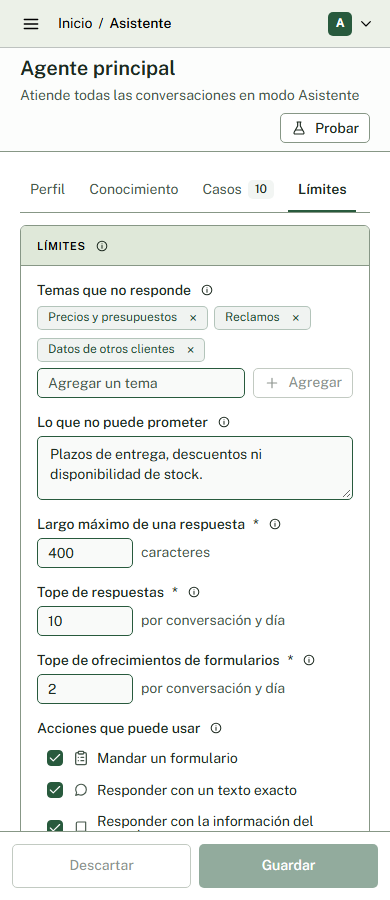 Inicio / Asistente
A
Agente principal
Atiende todas las conversaciones en modo Asistente
Probar
Perfil Conocimiento Casos 10 Límites
LÍMITES
Temas que no responde
Precios y presupuestos × Reclamos ×
Datos de otros clientes ×
Agregar un tema + Agregar
Lo que no puede prometer
Plazos de entrega, descuentos ni
disponibilidad de stock.
Largo máximo de una respuesta *
400 caracteres
Tope de respuestas *
10 por conversación y día
Tope de ofrecimientos de formularios *
2 por conversación y día
Acciones que puede usar
Mandar un formulario
Responder con un texto exacto
Responder con la información del
Descartar Guardar